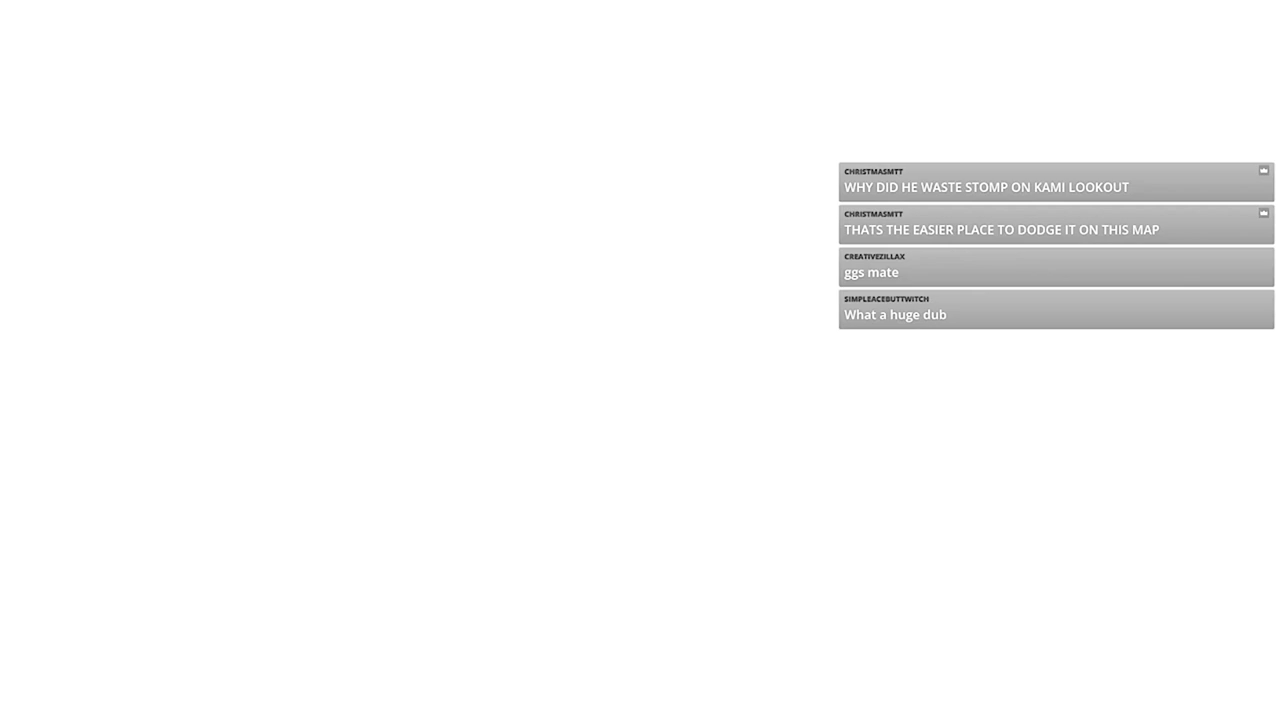 CHRISTMASMTT
WHY DID HE WASTE STOMP ON KAMI LOOKOUT
CHRISTMASMTT
THATS THE EASIER PLACE TO DODGE IT ON THIS MAP
CREATIVEZILLAX
ggs mate
SIMPLEACEBUTTWITCH
What a huge dub